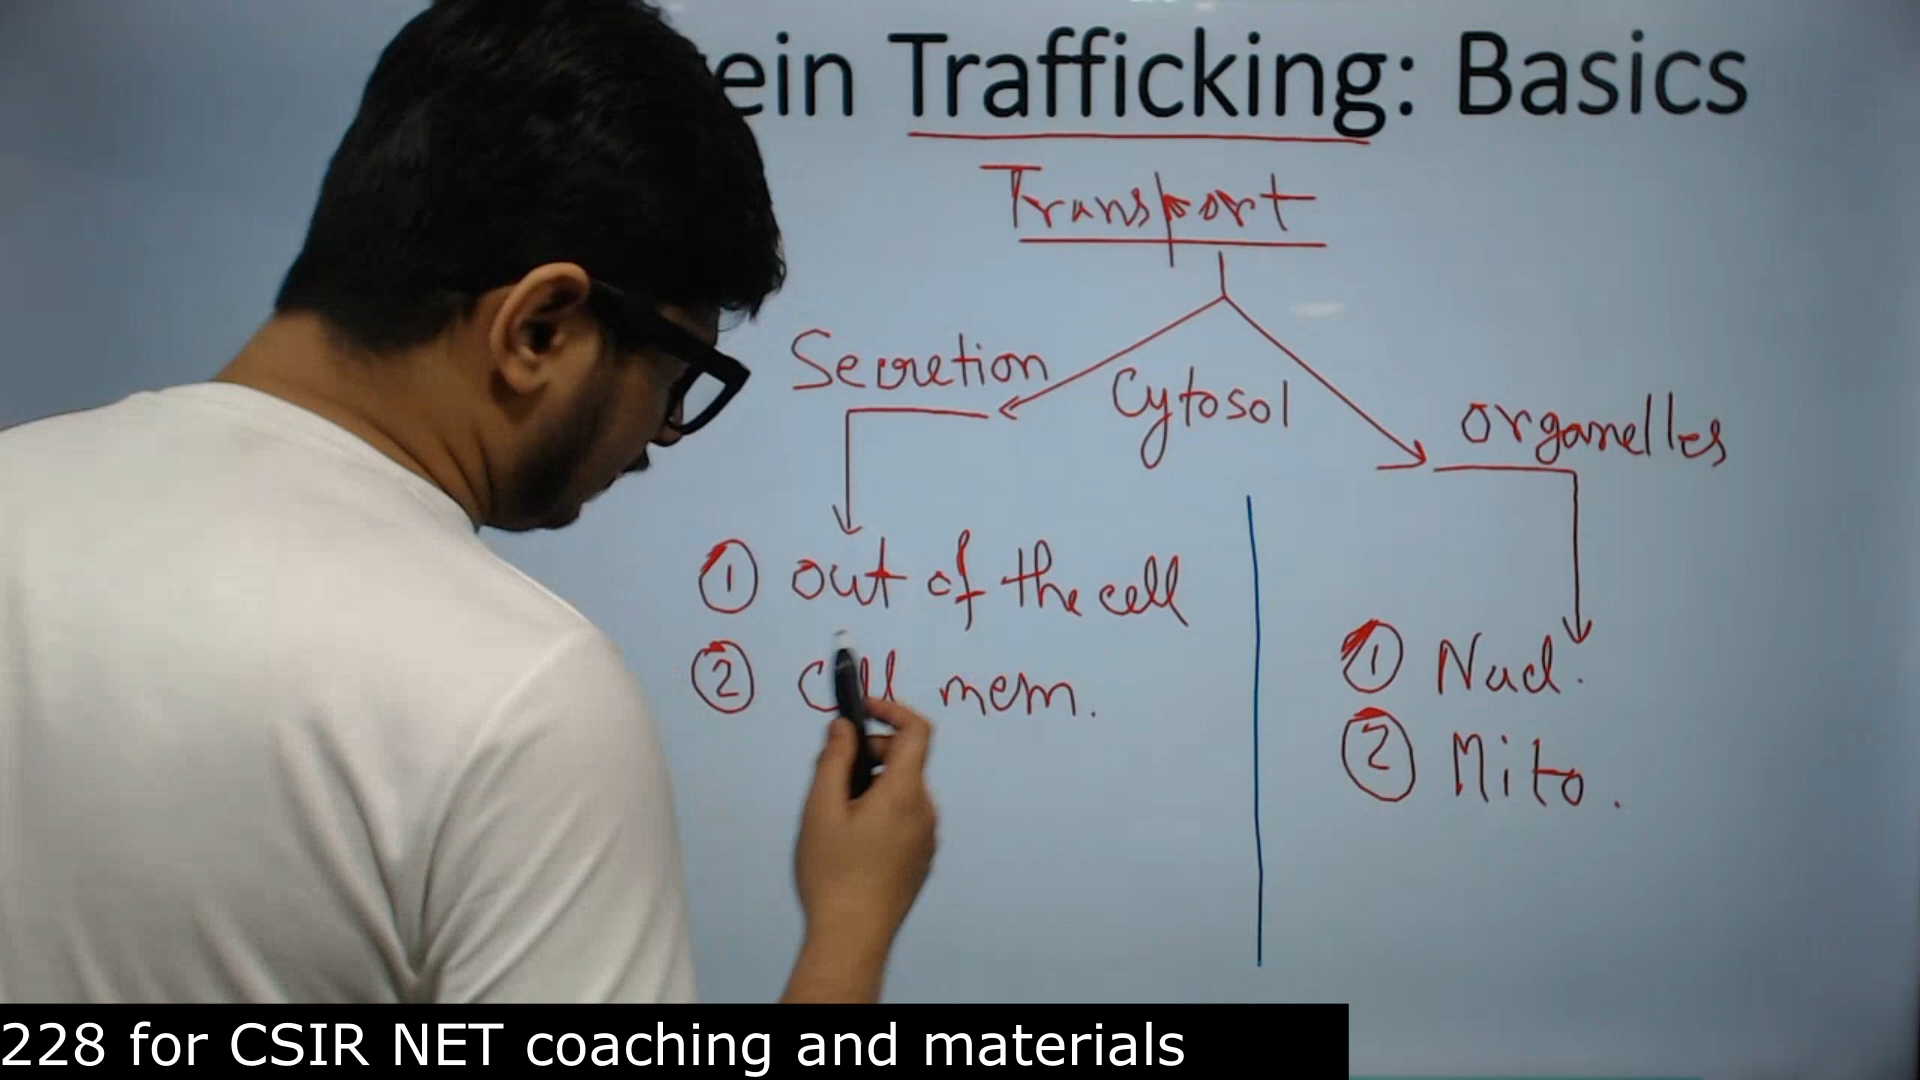 ein Trafficking: Basics
Transport
Secretion
Cytosol
organelles
① out of the cell
② Cell mem.
① Nucl.
② Mito.
228 for CSIR NET coaching and materials